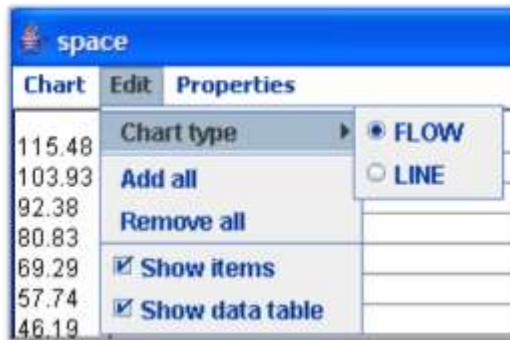 space
Chart Edit Properties
Chart type FLOW
LINE
Add all
Remove all
Show items
Show data table
115.48
103.93
92.38
80.83
69.29
57.74
46.19